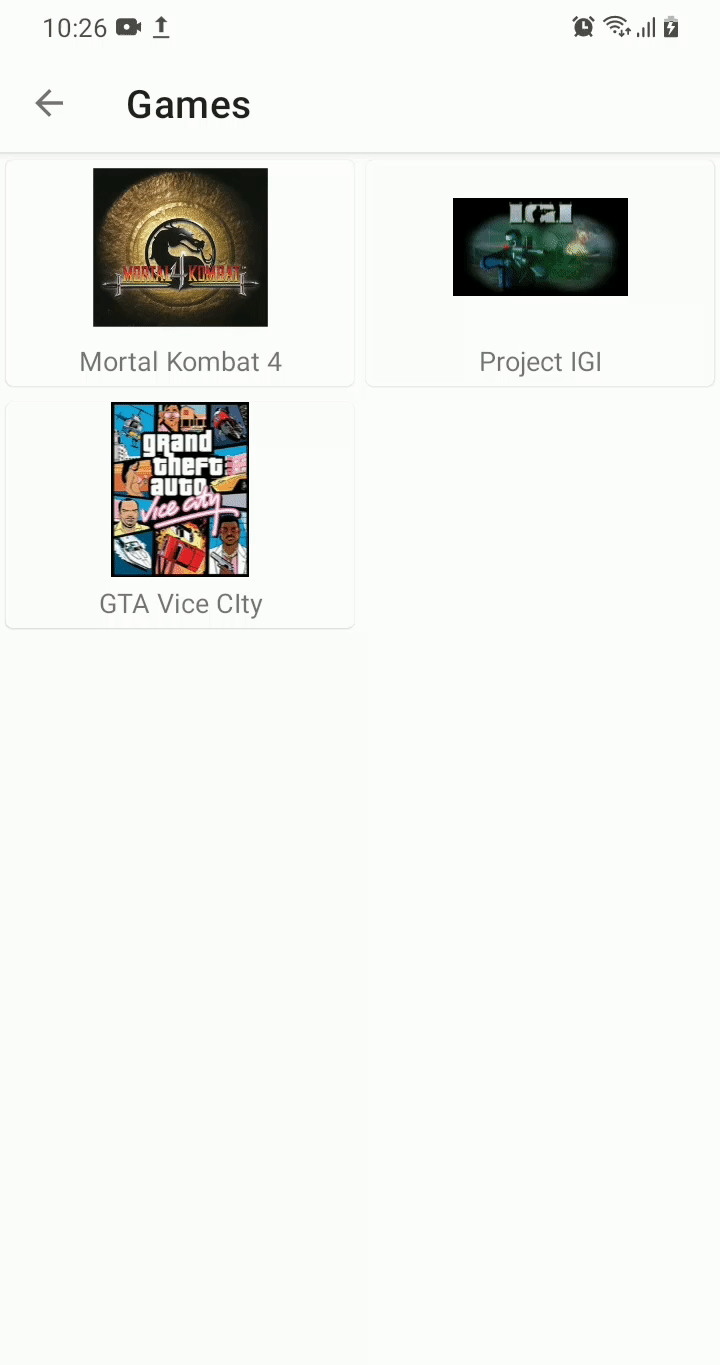 10:26
Games
MORTAL 4 KOMBAT
I.G.I
Mortal Kombat 4
Project IGI
grand
theft
auto
vice city
GTA Vice CIty